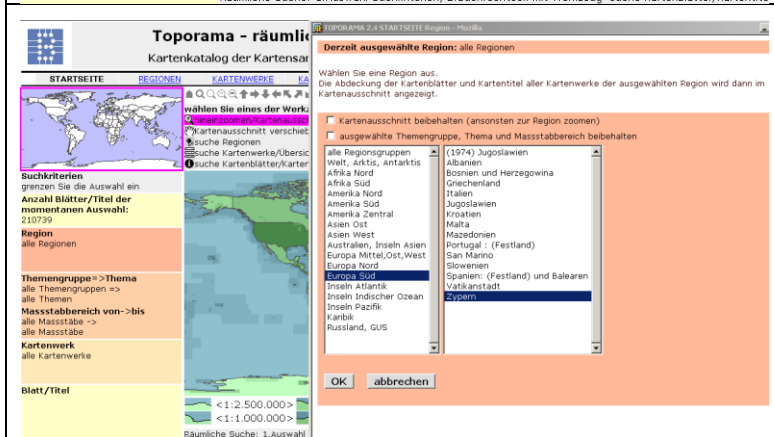 Toporama - räumli
Kartenkatalog der Kartensar
STARTSEITE REGIONEN KARTENWERKE KA
wählen Sie eines der Werkz
hineinzoomen/Kartenaussch
Kartenausschnitt verschieb
suche Regionen
suche Kartenwerke/Übersic
suche Kartenblätter/Karter
Suchkriterien
grenzen Sie die Auswahl ein
Anzahl Blätter/Titel der
momentanen Auswahl:
210739
Region
alle Regionen
Themengruppe=>Thema
alle Themengruppen =>
alle Themen
Massstabbereich von->bis
alle Massstäbe ->
alle Massstäbe
Kartenwerk
alle Kartenwerke
Blatt/Titel
<1:2.500.000>
<1:1.000.000>
Räumliche Suche: 1.Auswahl
TOPORAMA 2.4 STARTSEITE Region - Mozilla
Derzeit ausgewählte Region: alle Regionen
Wählen Sie eine Region aus.
Die Abdeckung der Kartenblätter und Kartentitel aller Kartenwerke der ausgewählten Region wird dann im
Kartenausschnitt angezeigt.
Kartenausschnitt beibehalten (ansonsten zur Region zoomen)
ausgewählte Themengruppe, Thema und Massstabbereich beibehalten
alle Regionsgruppen
Welt, Arktis, Antarktis
Afrika Nord
Afrika Süd
Amerika Nord
Amerika Süd
Amerika Zentral
Asien Ost
Asien West
Australien, Inseln Asien
Europa Mittel,Ost,West
Europa Nord
Europa Süd
Inseln Atlantik
Inseln Indischer Ozean
Inseln Pazifik
Karibik
Russland, GUS
(1974) Jugoslawien
Albanien
Bosnien und Herzegowina
Griechenland
Italien
Jugoslawien
Kroatien
Malta
Mazedonien
Portugal : (Festland)
San Marino
Slowenien
Spanien: (Festland) und Balearen
Vatikanstadt
Zypern
OK abbrechen